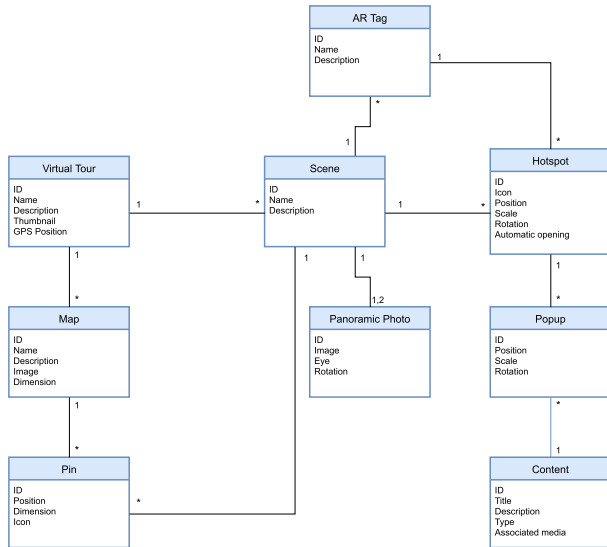 AR Tag
ID
Name
Description
1
*
*
1
Virtual Tour
ID
Name
Description
Thumbnail
GPS Position
1
*
Scene
ID
Name
Description
1
*
Hotspot
ID
Icon
Position
Scale
Rotation
Automatic opening
1
1
1
1
*
1,2
*
*
Map
ID
Name
Description
Image
Dimension
Panoramic Photo
ID
Image
Eye
Rotation
Popup
ID
Position
Scale
Rotation
1
*
*
1
Pin
ID
Position
Dimension
Icon
*
Content
ID
Title
Description
Type
Associated media